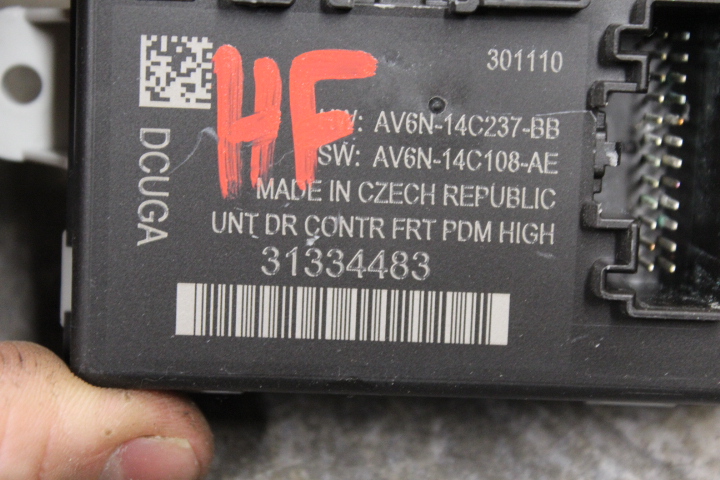 301110
HF
HW: AV6N-14C237-BB
SW: AV6N-14C108-AE
MADE IN CZECH REPUBLIC
UNT DR CONTR FRT PDM HIGH
31334483
DCUGA